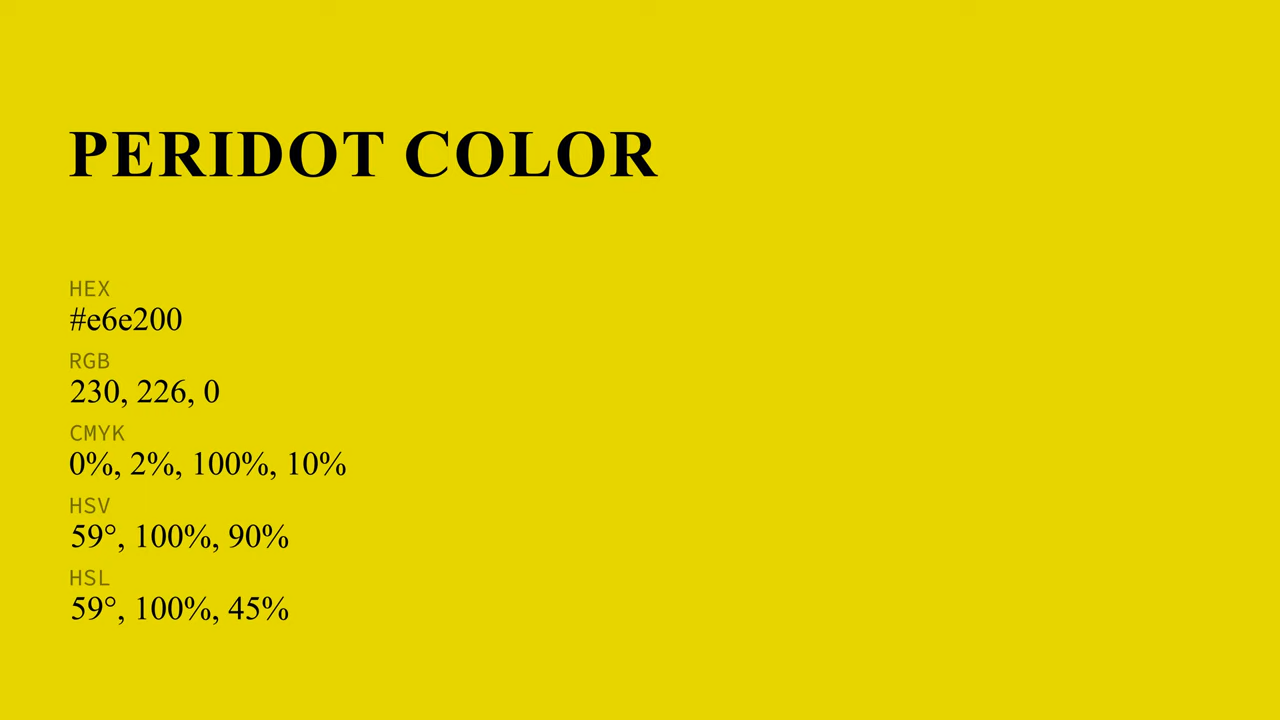 PERIDOT COLOR
HEX
#e6e200
RGB
230, 226, 0
CMYK
0%, 2%, 100%, 10%
HSV
59°, 100%, 90%
HSL
59°, 100%, 45%